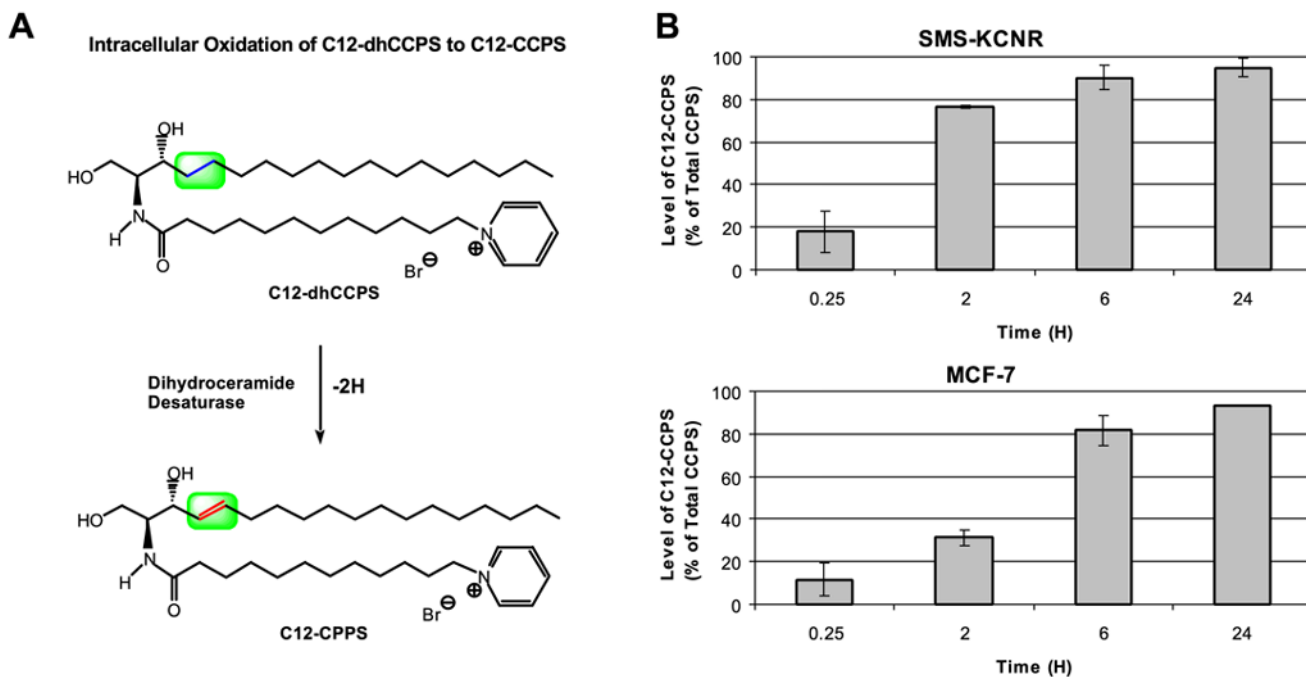 A
Intracellular Oxidation of C12-dhCCPS to C12-CCPS
OH
HO
N
H
O
N
⊕
Br⊖
C12-dhCCPS
Dihydroceramide
Desaturase
-2H
OH
HO
N
H
O
N
⊕
Br⊖
C12-CPPS
B
SMS-KCNR
Level of C12-CCPS
(% of Total CCPS)
100
80
60
40
20
0
0.25 2 6 24
Time (H)
MCF-7
Level of C12-CCPS
(% of Total CCPS)
100
80
60
40
20
0
0.25 2 6 24
Time (H)